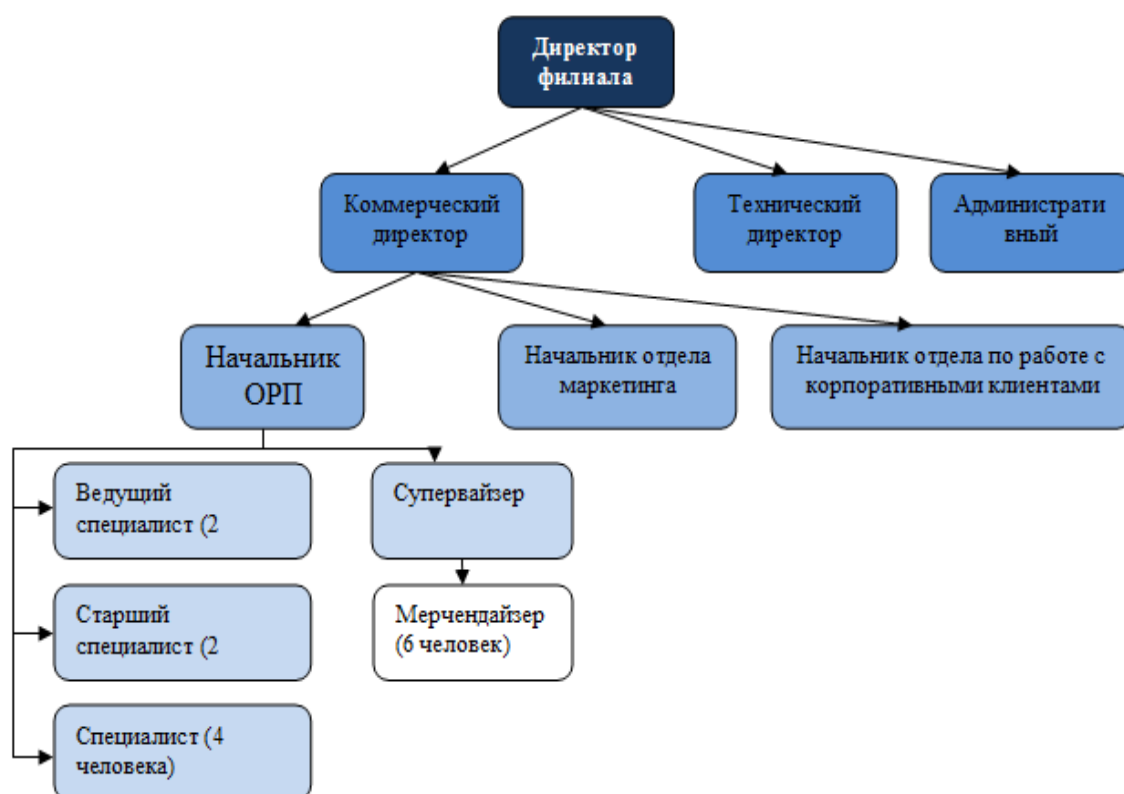 Директор
филиала
Коммерческий
директор
Технический
директор
Административ
вный
Начальник
ОРП
Начальник отдела
маркетинга
Начальник отдела по работе с
корпоративными клиентами
Ведущий
специалист (2
Супервайзер
Старший
специалист (2
Мерчендайзер
(6 человек)
Специалист (4
человека)